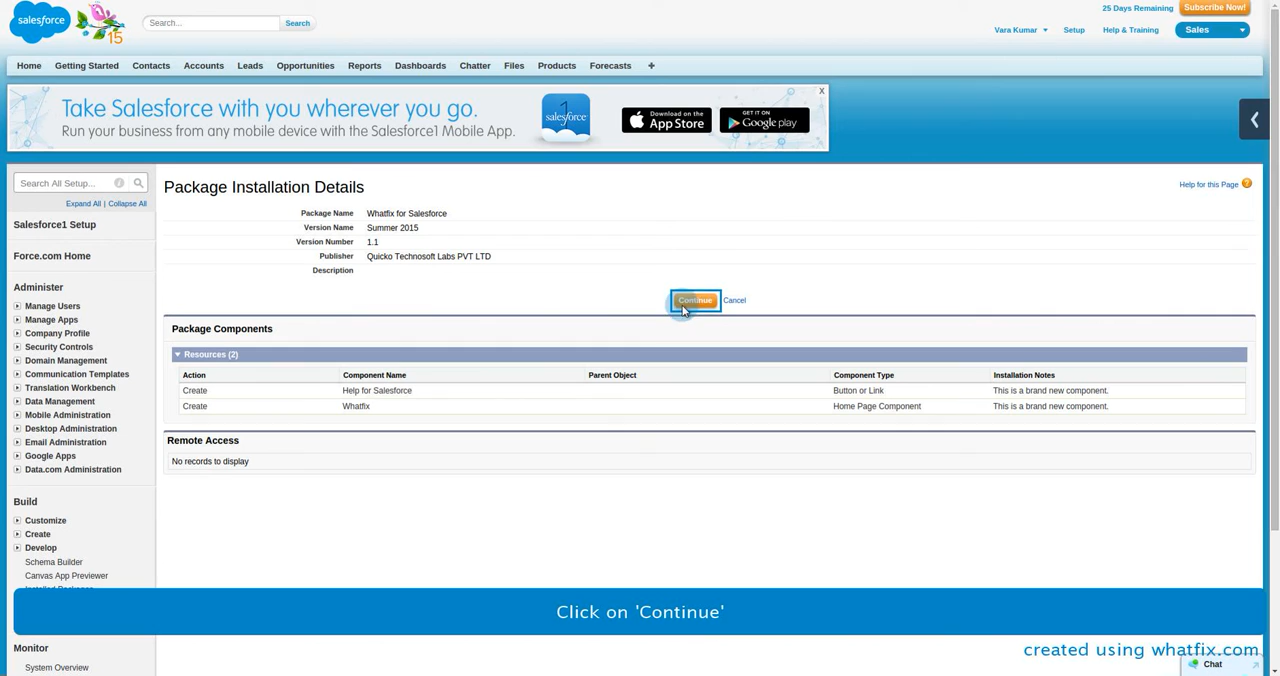 salesforce
15
Search...
Search
25 Days Remaining
Subscribe Now!
Vara Kumar
Setup
Help & Training
Sales
Home Getting Started Contacts Accounts Leads Opportunities Reports Dashboards Chatter Files Products Forecasts +
Take Salesforce with you wherever you go.
Run your business from any mobile device with the Salesforce1 Mobile App.
salesforce
1
Download on the
App Store
GET IT ON
Google play
X
Search All Setup...
Expand All | Collapse All
Salesforce1 Setup
Force.com Home
Administer
Manage Users
Manage Apps
Company Profile
Security Controls
Domain Management
Communication Templates
Translation Workbench
Data Management
Mobile Administration
Desktop Administration
Email Administration
Google Apps
Data.com Administration
Build
Customize
Create
Develop
Schema Builder
Canvas App Previewer
Monitor
System Overview
Package Installation Details
Help for this Page
Package Name Whatfix for Salesforce
Version Name Summer 2015
Version Number 1.1
Publisher Quicko Technosoft Labs PVT LTD
Description
Continue Cancel
Package Components
Resources (2)
Action Component Name Parent Object Component Type Installation Notes
Create Help for Salesforce Button or Link This is a brand new component.
Create Whatfix Home Page Component This is a brand new component.
Remote Access
No records to display
Click on 'Continue'
created using whatfix.com
Chat